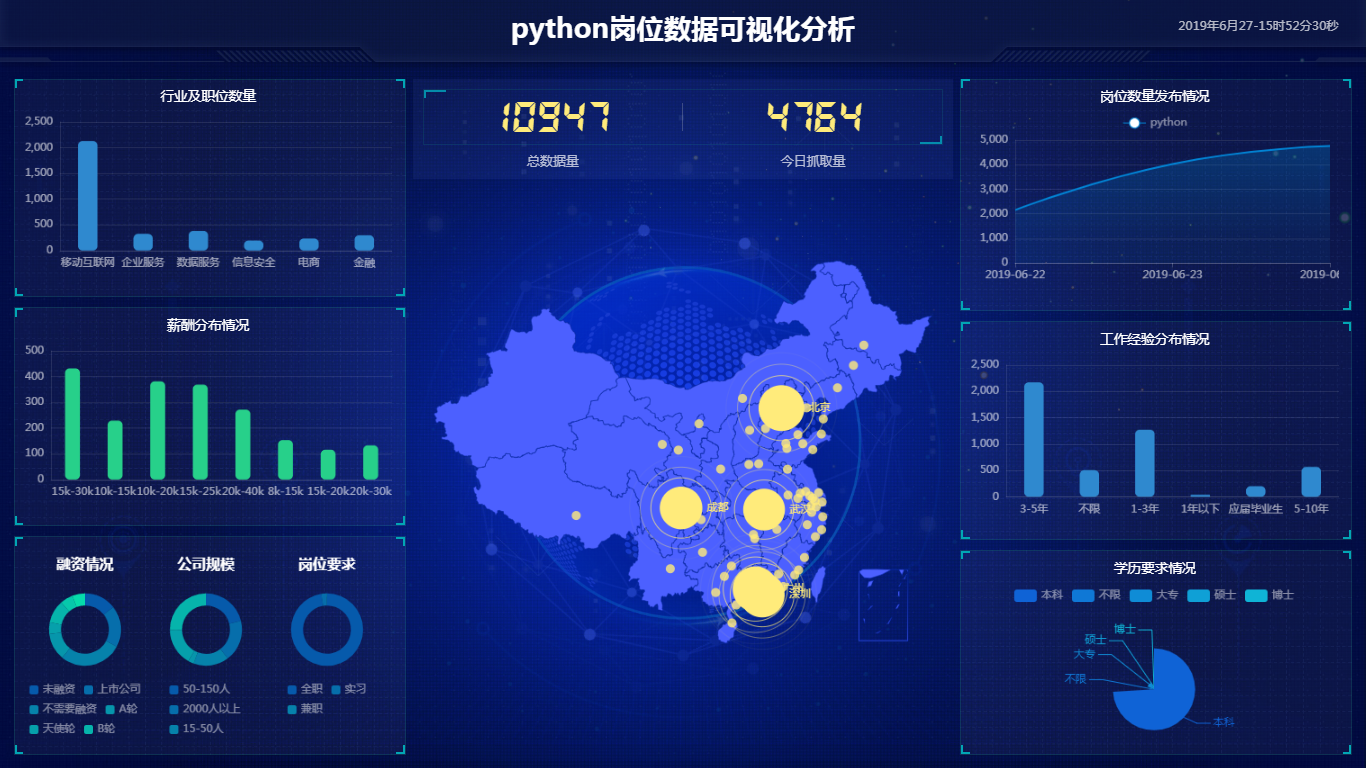 python岗位数据可视化分析
2019年6月27-15时52分30秒
行业及职位数量
2,500
2,000
1,500
1,000
500
0
移动互联网 企业服务 数据服务 信息安全 电商 金融
薪酬分布情况
500
400
300
200
100
0
15k-30k10k-15k10k-20k15k-25k20k-40k 8k-15k 15k-20k20k-30k
融资情况 公司规模 岗位要求
未融资 上市公司 50-150人 全职 实习
不需要融资 A轮 2000人以上 兼职
天使轮 B轮 15-50人
10947 4764
总数据量 今日抓取量
北京
成都 武汉
广州
深圳
岗位数量发布情况
python
5,000
4,000
3,000
2,000
1,000
0
2019-06-22 2019-06-23 2019-06
工作经验分布情况
2,500
2,000
1,500
1,000
500
0
3-5年 不限 1-3年 1年以下 应届毕业生 5-10年
学历要求情况
本科 不限 大专 硕士 博士
博士
硕士
大专
不限
本科